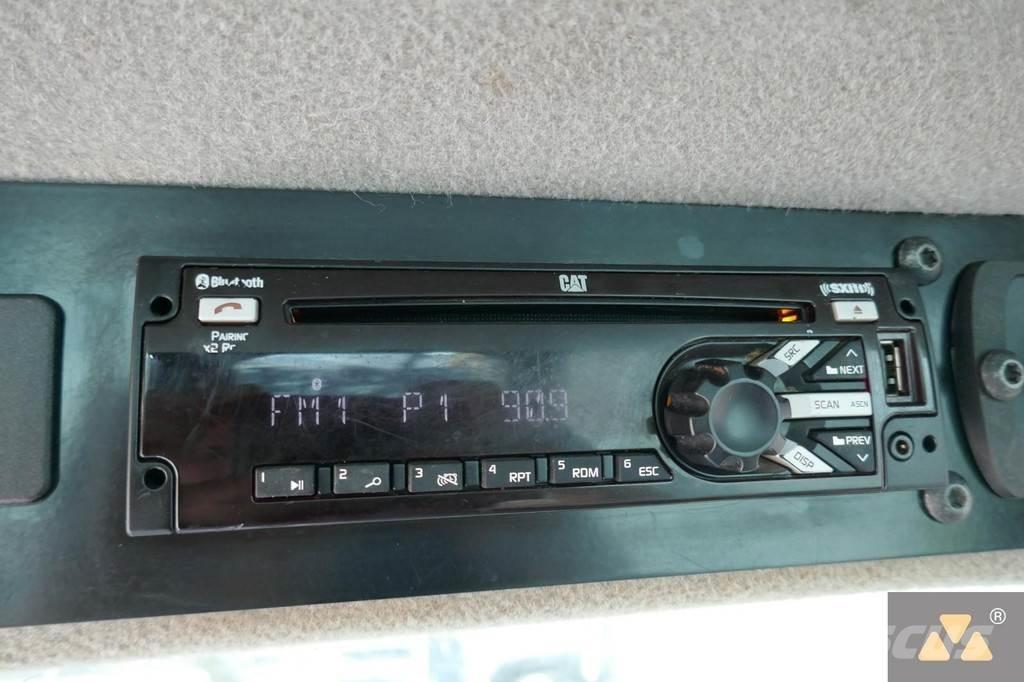 Bluetooth
CAT
SXM
PAIRING
x2
SRC
NEXT
FM1 P1 90.9
SCAN ASCN
PREV
DISP
1 2 3 4 RPT 5 RDM 6 ESC
®